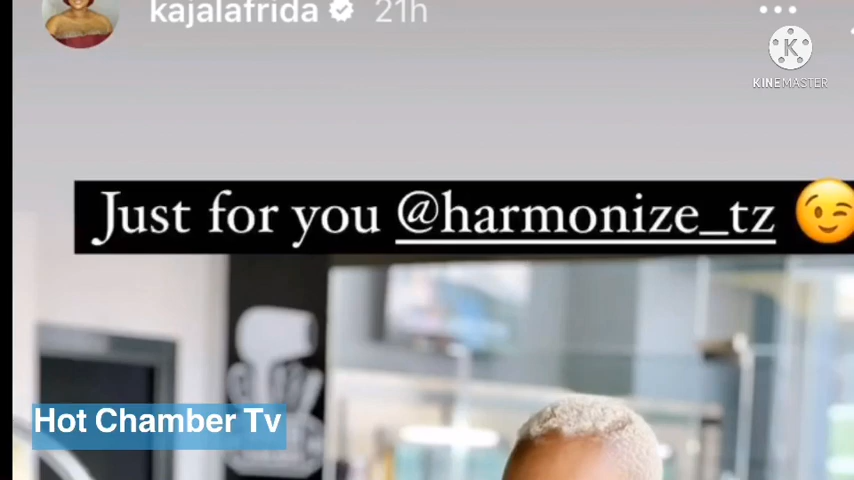 kajalafrida 21h
K
KINEMASTER
Just for you @harmonize_tz 😉
Hot Chamber Tv